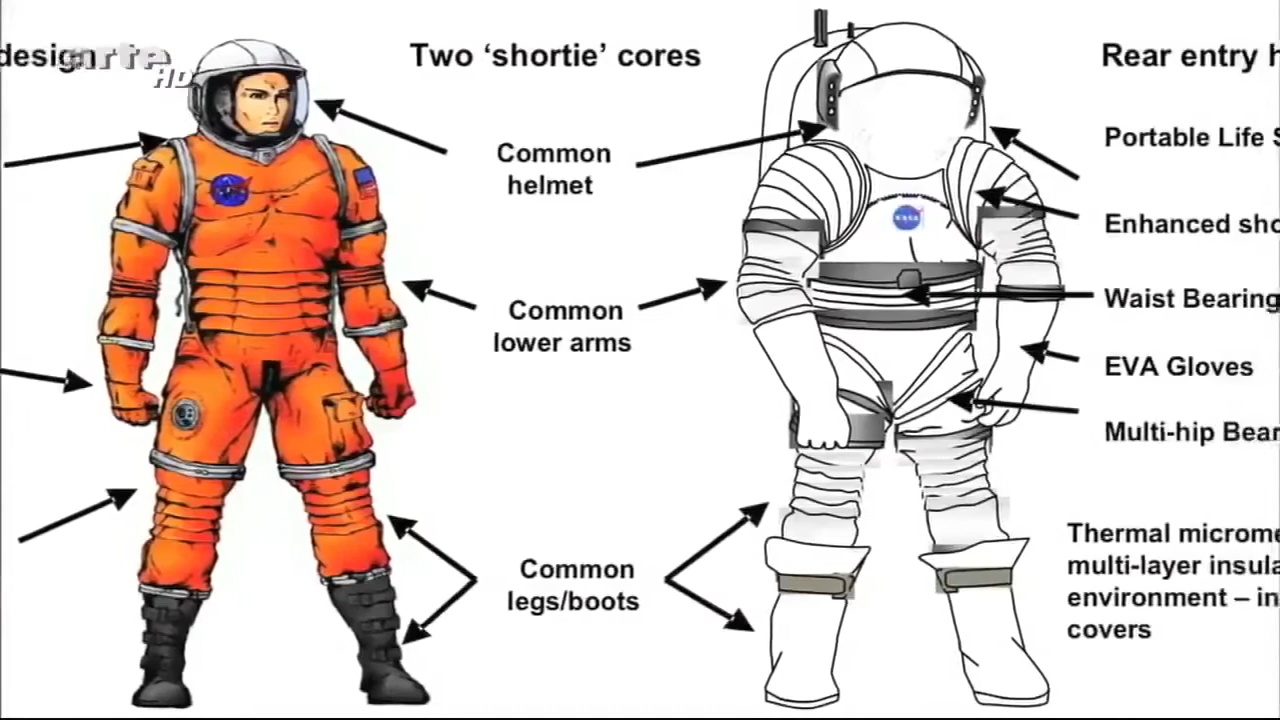 design
arte
HD
Two ‘shortie’ cores
Rear entry h
Common
helmet
Portable Life S
Enhanced sho
NASA
Common
lower arms
Waist Bearing
EVA Gloves
Multi-hip Bear
Common
legs/boots
Thermal microme
multi-layer insula
environment – in
covers